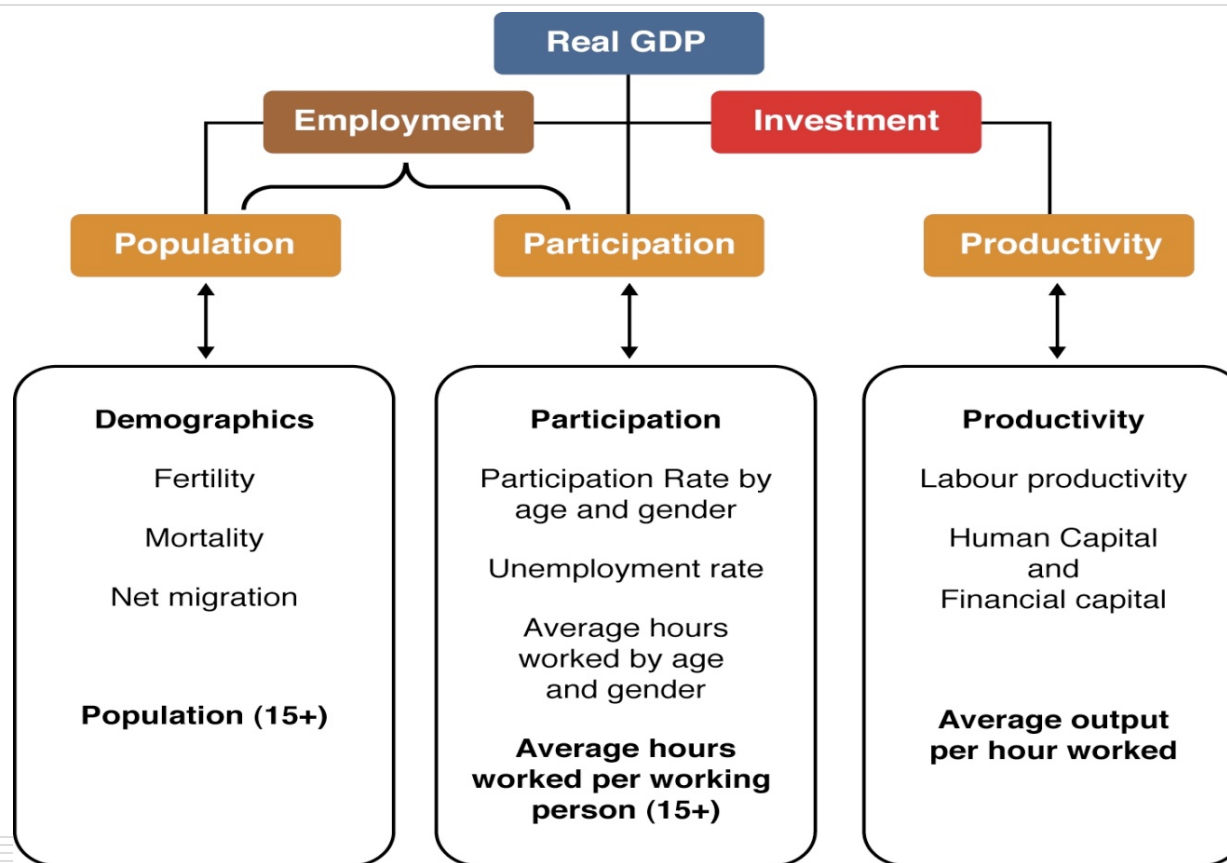 Real GDP
Employment
Investment
Population
Participation
Productivity
Demographics
Fertility
Mortality
Net migration
Population (15+)
Participation
Participation Rate by
age and gender
Unemployment rate
Average hours
worked by age
and gender
Average hours
worked per working
person (15+)
Productivity
Labour productivity
Human Capital
and
Financial capital
Average output
per hour worked